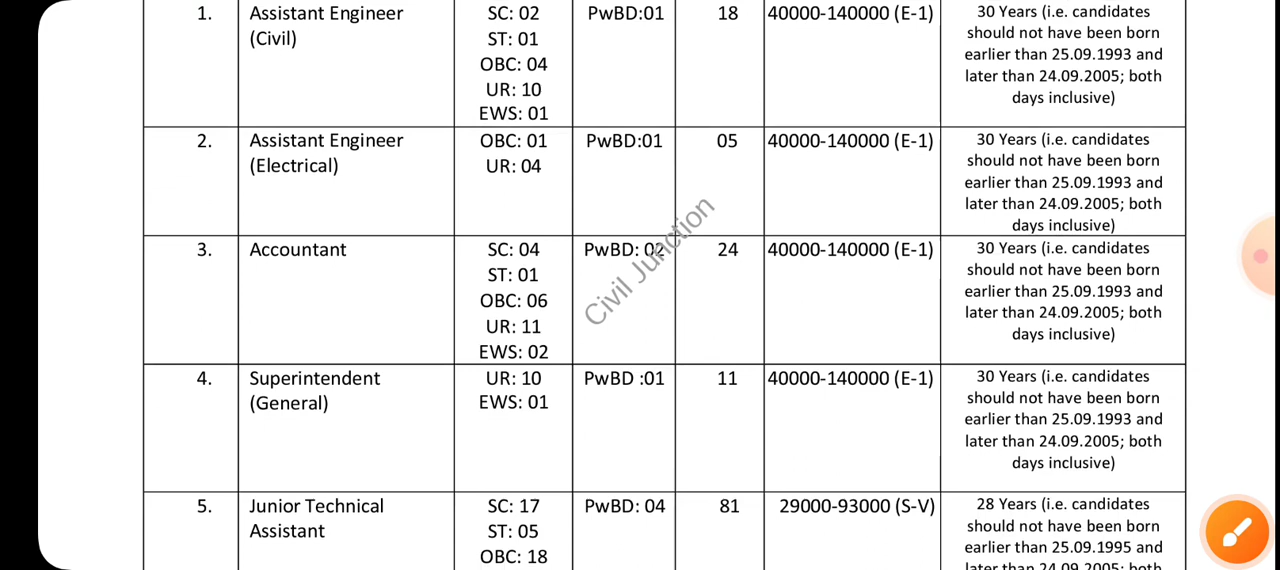 1. Assistant Engineer (Civil) SC: 02 PwBD:01 18 40000-140000 (E-1) 30 Years (i.e. candidates
ST: 01 should not have been born
OBC: 04 earlier than 25.09.1993 and
UR: 10 later than 24.09.2005; both
EWS: 01 days inclusive)
2. Assistant Engineer OBC: 01 PwBD:01 05 40000-140000 (E-1) 30 Years (i.e. candidates
(Electrical) UR: 04 should not have been born
earlier than 25.09.1993 and
later than 24.09.2005; both
days inclusive)
3. Accountant SC: 04 PwBD: 02 24 40000-140000 (E-1) 30 Years (i.e. candidates
ST: 01 should not have been born
OBC: 06 earlier than 25.09.1993 and
UR: 11 later than 24.09.2005; both
EWS: 02 days inclusive)
Civil Junction
4. Superintendent UR: 10 PwBD :01 11 40000-140000 (E-1) 30 Years (i.e. candidates
(General) EWS: 01 should not have been born
earlier than 25.09.1993 and
later than 24.09.2005; both
days inclusive)
5. Junior Technical SC: 17 PwBD: 04 81 29000-93000 (S-V) 28 Years (i.e. candidates
Assistant ST: 05 should not have been born
OBC: 18 earlier than 25.09.1995 and
later than 24.09.2005; both